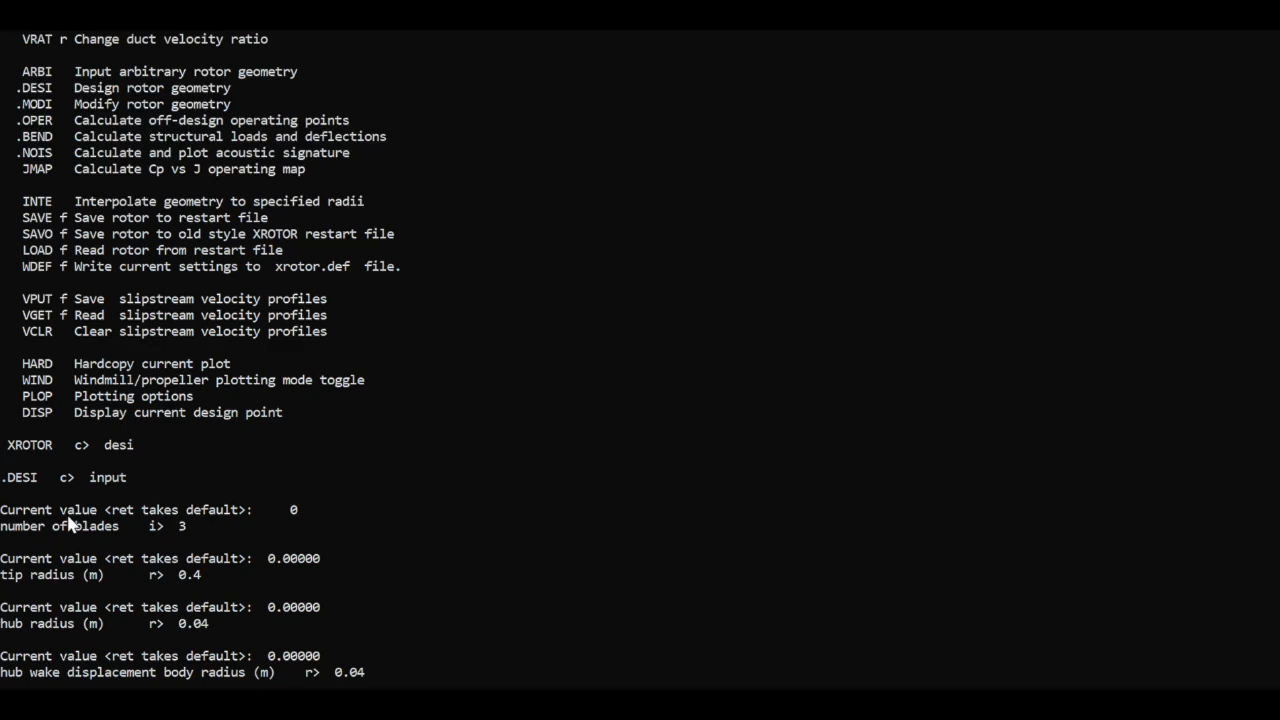 VRAT r Change duct velocity ratio
ARBI Input arbitrary rotor geometry
.DESI Design rotor geometry
.MODI Modify rotor geometry
.OPER Calculate off-design operating points
.BEND Calculate structural loads and deflections
.NOIS Calculate and plot acoustic signature
JMAP Calculate Cp vs J operating map
INTE Interpolate geometry to specified radii
SAVE f Save rotor to restart file
SAVO f Save rotor to old style XROTOR restart file
LOAD f Read rotor from restart file
WDEF f Write current settings to xrotor.def file.
VPUT f Save slipstream velocity profiles
VGET f Read slipstream velocity profiles
VCLR Clear slipstream velocity profiles
HARD Hardcopy current plot
WIND Windmill/propeller plotting mode toggle
PLOP Plotting options
DISP Display current design point
XROTOR c> desi
.DESI c> input
Current value <ret takes default>: 0
number of blades i> 3
Current value <ret takes default>: 0.00000
tip radius (m) r> 0.4
Current value <ret takes default>: 0.00000
hub radius (m) r> 0.04
Current value <ret takes default>: 0.00000
hub wake displacement body radius (m) r> 0.04